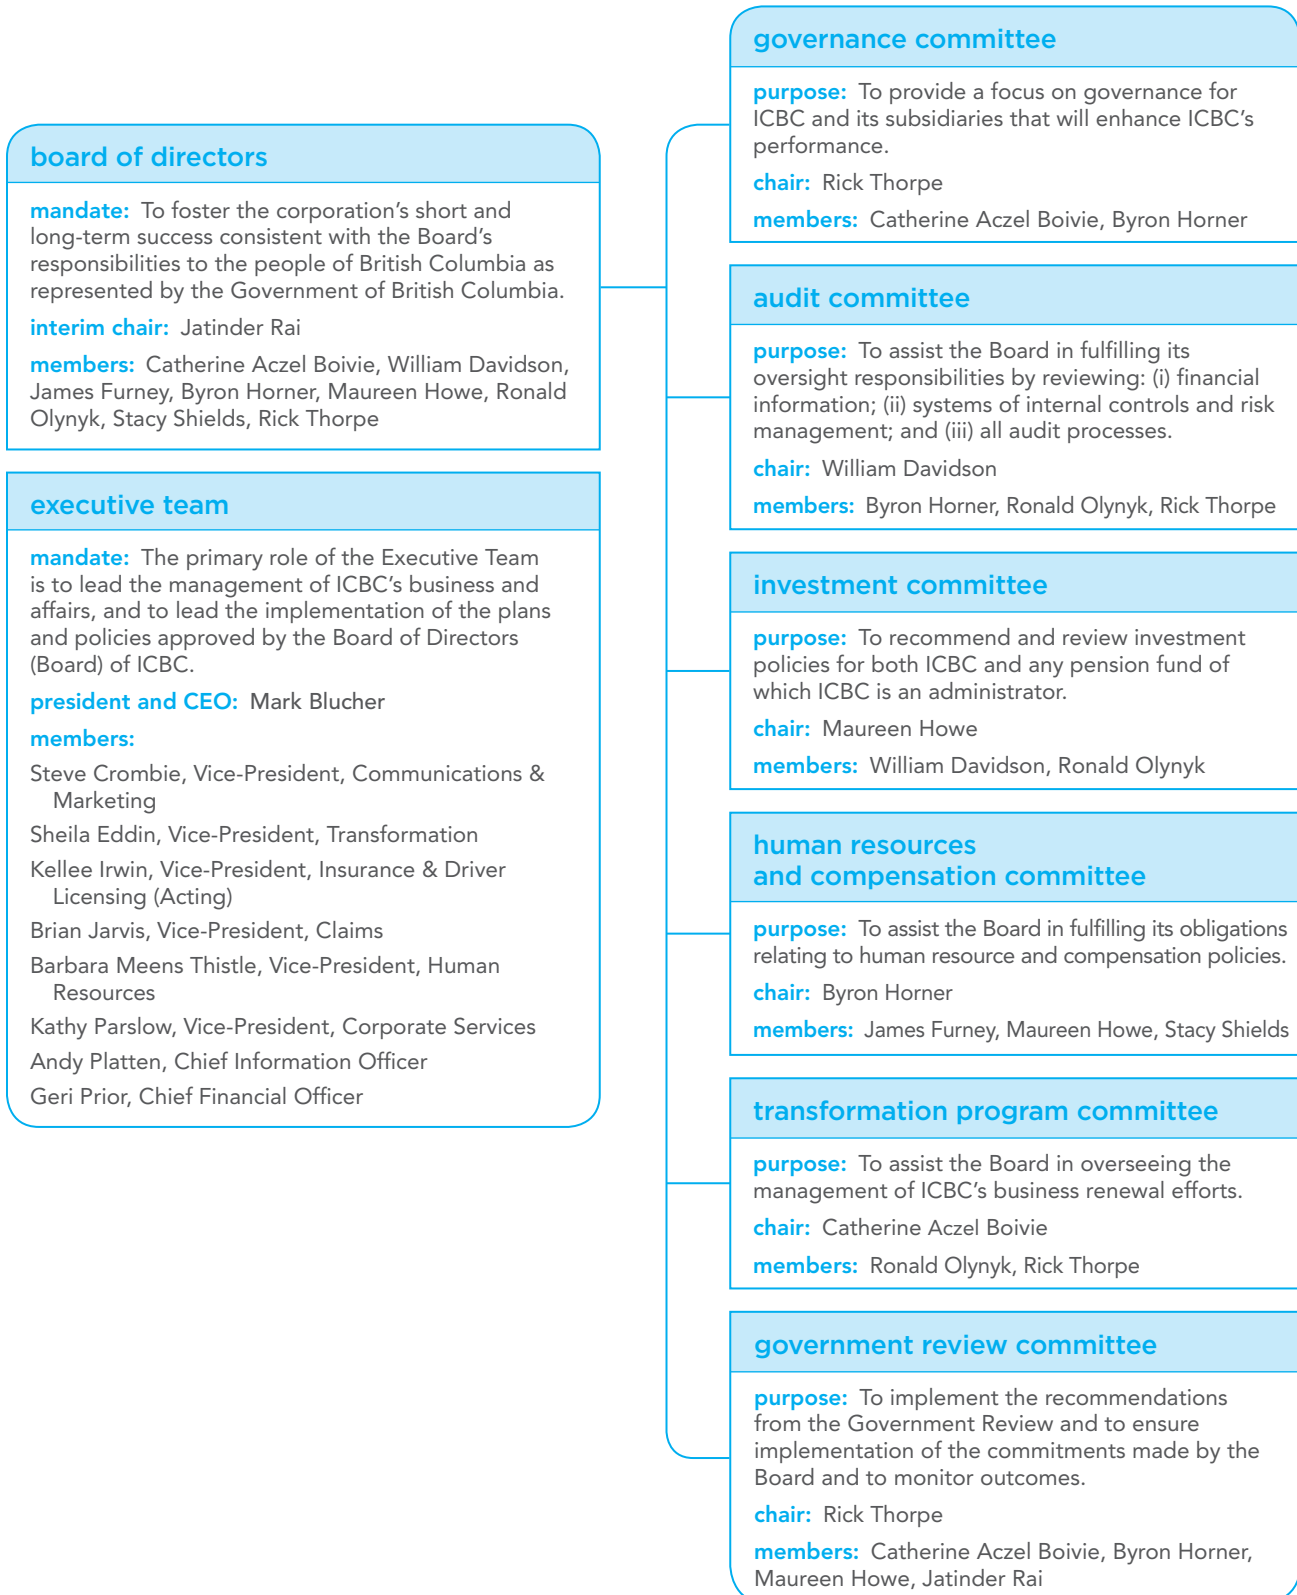 board of directors
mandate: To foster the corporation's short and
long-term success consistent with the Board's
responsibilities to the people of British Columbia as
represented by the Government of British Columbia.
interim chair: Jatinder Rai
members: Catherine Aczel Boivie, William Davidson,
James Furney, Byron Horner, Maureen Howe, Ronald
Olynyk, Stacy Shields, Rick Thorpe
executive team
mandate: The primary role of the Executive Team
is to lead the management of ICBC's business and
affairs, and to lead the implementation of the plans
and policies approved by the Board of Directors
(Board) of ICBC.
president and CEO: Mark Blucher
members:
Steve Crombie, Vice-President, Communications &
Marketing
Sheila Eddin, Vice-President, Transformation
Kellee Irwin, Vice-President, Insurance & Driver
Licensing (Acting)
Brian Jarvis, Vice-President, Claims
Barbara Meens Thistle, Vice-President, Human
Resources
Kathy Parslow, Vice-President, Corporate Services
Andy Platten, Chief Information Officer
Geri Prior, Chief Financial Officer
governance committee
purpose: To provide a focus on governance for
ICBC and its subsidiaries that will enhance ICBC's
performance.
chair: Rick Thorpe
members: Catherine Aczel Boivie, Byron Horner
audit committee
purpose: To assist the Board in fulfilling its
oversight responsibilities by reviewing: (i) financial
information; (ii) systems of internal controls and risk
management; and (iii) all audit processes.
chair: William Davidson
members: Byron Horner, Ronald Olynyk, Rick Thorpe
investment committee
purpose: To recommend and review investment
policies for both ICBC and any pension fund of
which ICBC is an administrator.
chair: Maureen Howe
members: William Davidson, Ronald Olynyk
human resources
and compensation committee
purpose: To assist the Board in fulfilling its obligations
relating to human resource and compensation policies.
chair: Byron Horner
members: James Furney, Maureen Howe, Stacy Shields
transformation program committee
purpose: To assist the Board in overseeing the
management of ICBC's business renewal efforts.
chair: Catherine Aczel Boivie
members: Ronald Olynyk, Rick Thorpe
government review committee
purpose: To implement the recommendations
from the Government Review and to ensure
implementation of the commitments made by the
Board and to monitor outcomes.
chair: Rick Thorpe
members: Catherine Aczel Boivie, Byron Horner,
Maureen Howe, Jatinder Rai